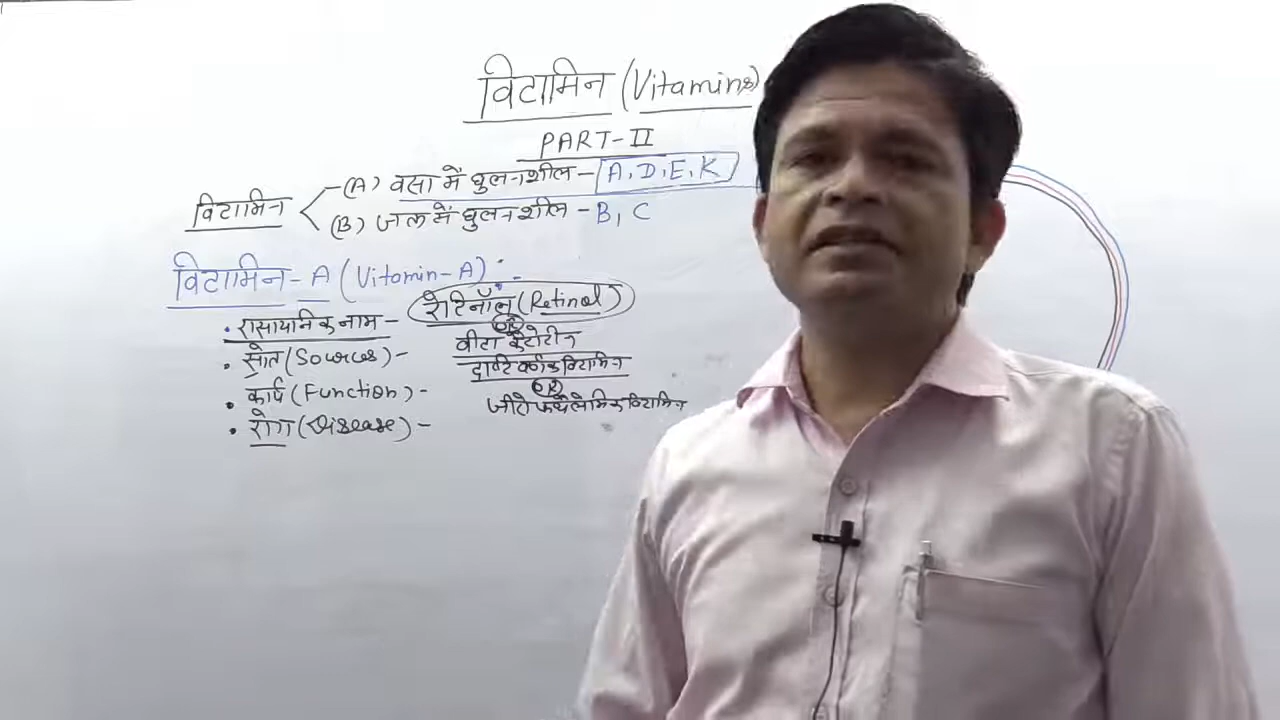 विटामिन (Vitamins)
PART-II
विटामिन
(A) वसा में घुलनशील - A, D, E, K
(B) जल में घुलनशील - B, C
विटामिन - A (Vitamin-A) :-
• रासायनिक नाम - रेटिनॉल (Retinol)
OR
बीटा कैरोटीन
• स्रोत (Sources) -
• कार्य (Function) -
• रोग (Disease) -
OR